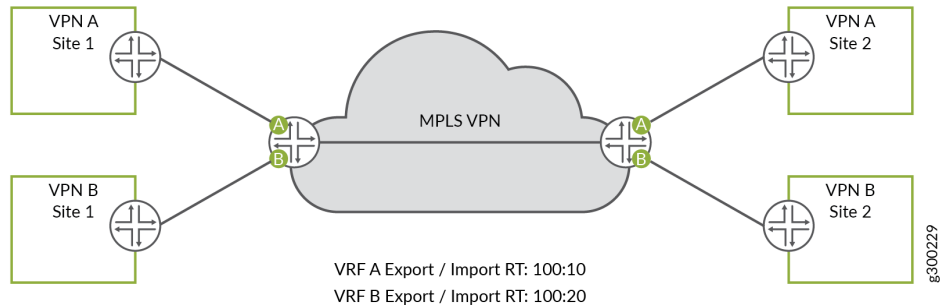 VPN A
Site 1
VPN A
Site 2
A
A
MPLS VPN
B
B
VPN B
Site 1
VPN B
Site 2
VRF A Export / Import RT: 100:10
VRF B Export / Import RT: 100:20
g300229